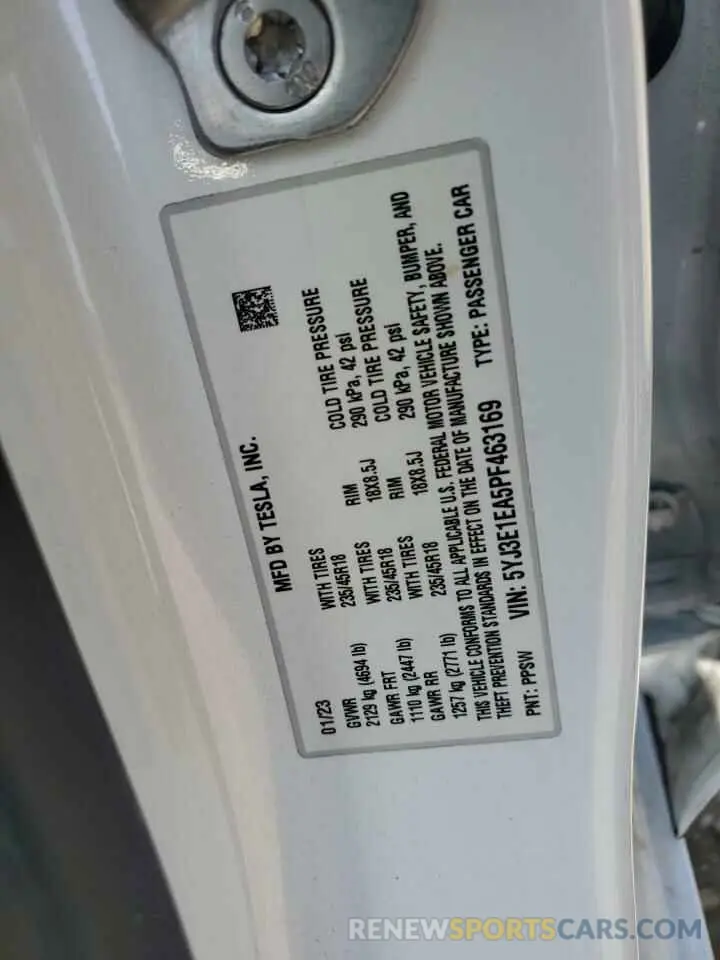 MFD BY TESLA, INC.
01/23
GVWR WITH TIRES RIM COLD TIRE PRESSURE
2129 kg (4694 lb) 235/45R18 18X8.5J 290 kPa, 42 psi
GAWR FRT WITH TIRES RIM COLD TIRE PRESSURE
1110 kg (2447 lb) 235/45R18 18X8.5J 290 kPa, 42 psi
GAWR RR WITH TIRES
1257 kg (2771 lb) 235/45R18
THIS VEHICLE CONFORMS TO ALL APPLICABLE U.S. FEDERAL MOTOR VEHICLE SAFETY, BUMPER, AND
THEFT PREVENTION STANDARDS IN EFFECT ON THE DATE OF MANUFACTURE SHOWN ABOVE.
PNT: PPSW VIN: 5YJ3E1EA5PF463169 TYPE: PASSENGER CAR
RENEWSPORTSCARS.COM